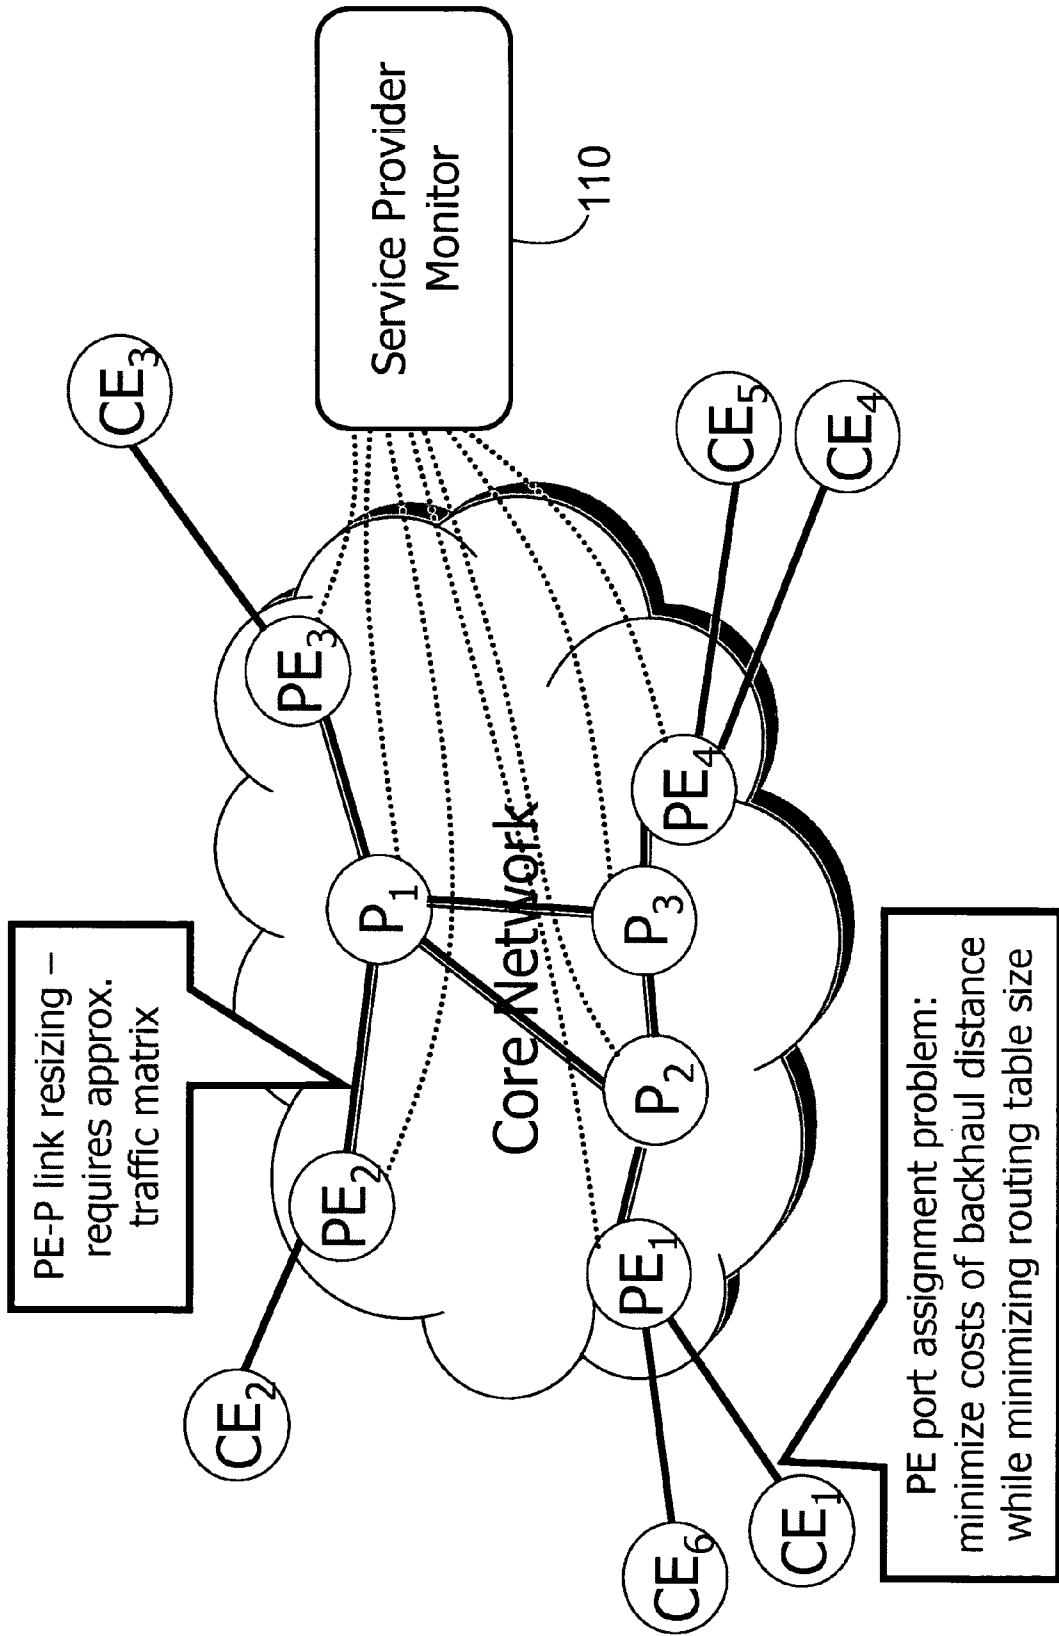 PE-P link resizing –
requires approx.
traffic matrix
CE₂
PE₂
P₁
PE₃
CE₃
Service Provider
Monitor
110
Core Network
CE₆
CE₁
PE₁
P₂
P₃
PE₄
CE₅
CE₄
PE port assignment problem:
minimize costs of backhaul distance
while minimizing routing table size